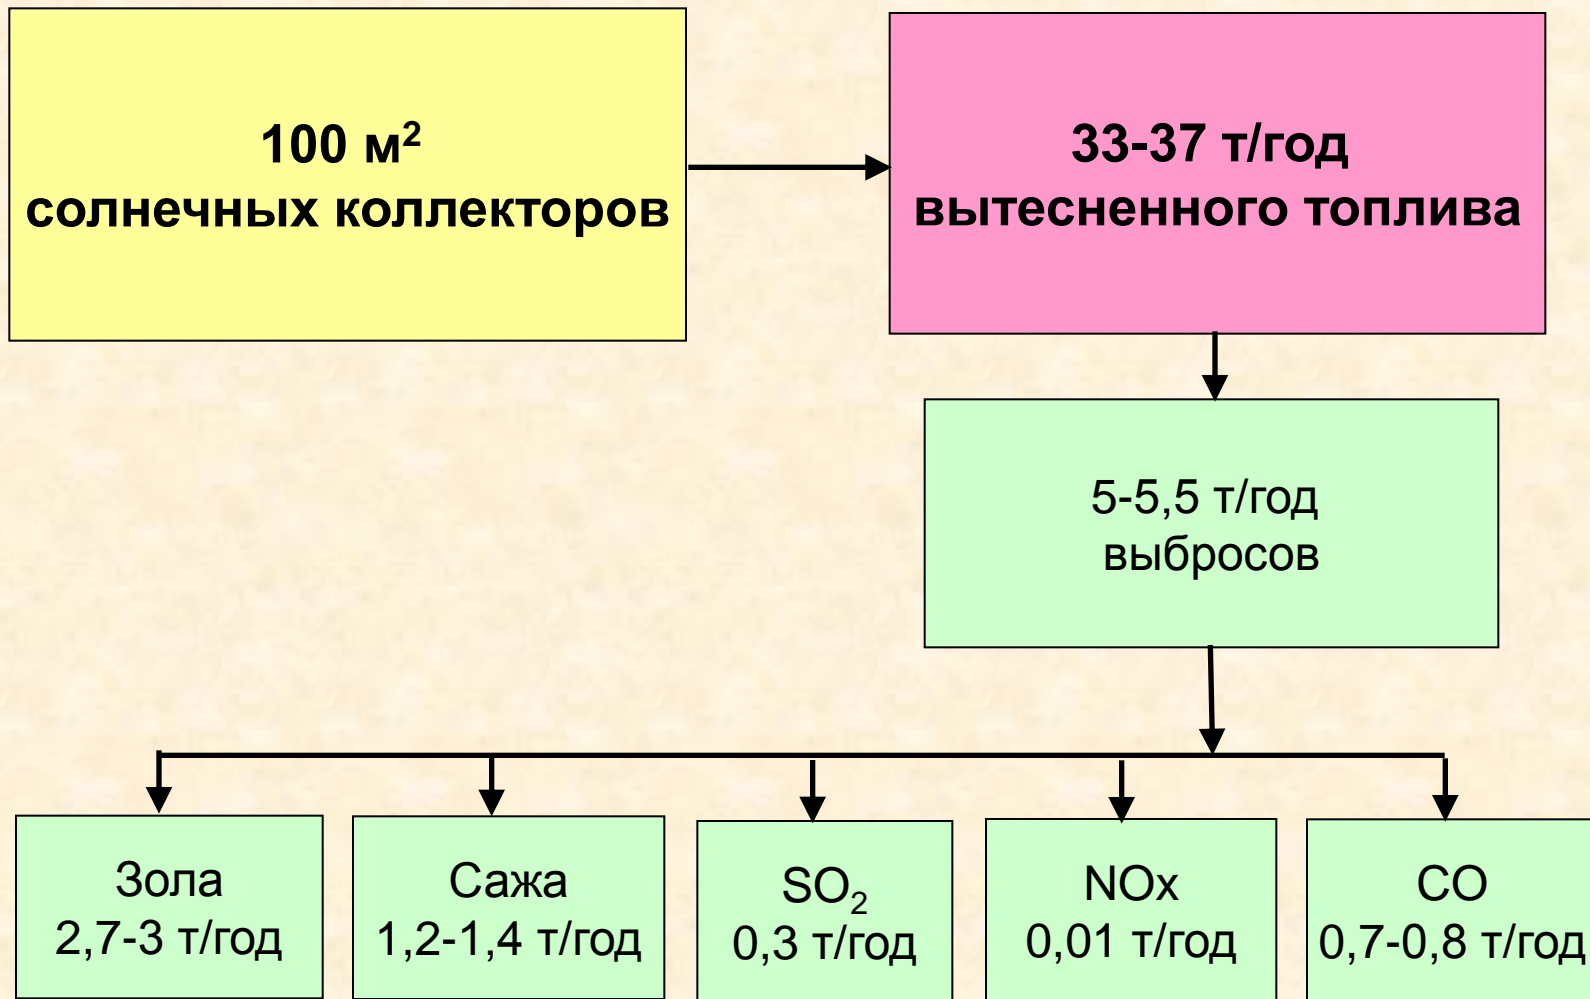 100 м²
солнечных коллекторов
33-37 т/год
вытесненного топлива
5-5,5 т/год
выбросов
Зола
2,7-3 т/год
Сажа
1,2-1,4 т/год
SO₂
0,3 т/год
NOx
0,01 т/год
CO
0,7-0,8 т/год